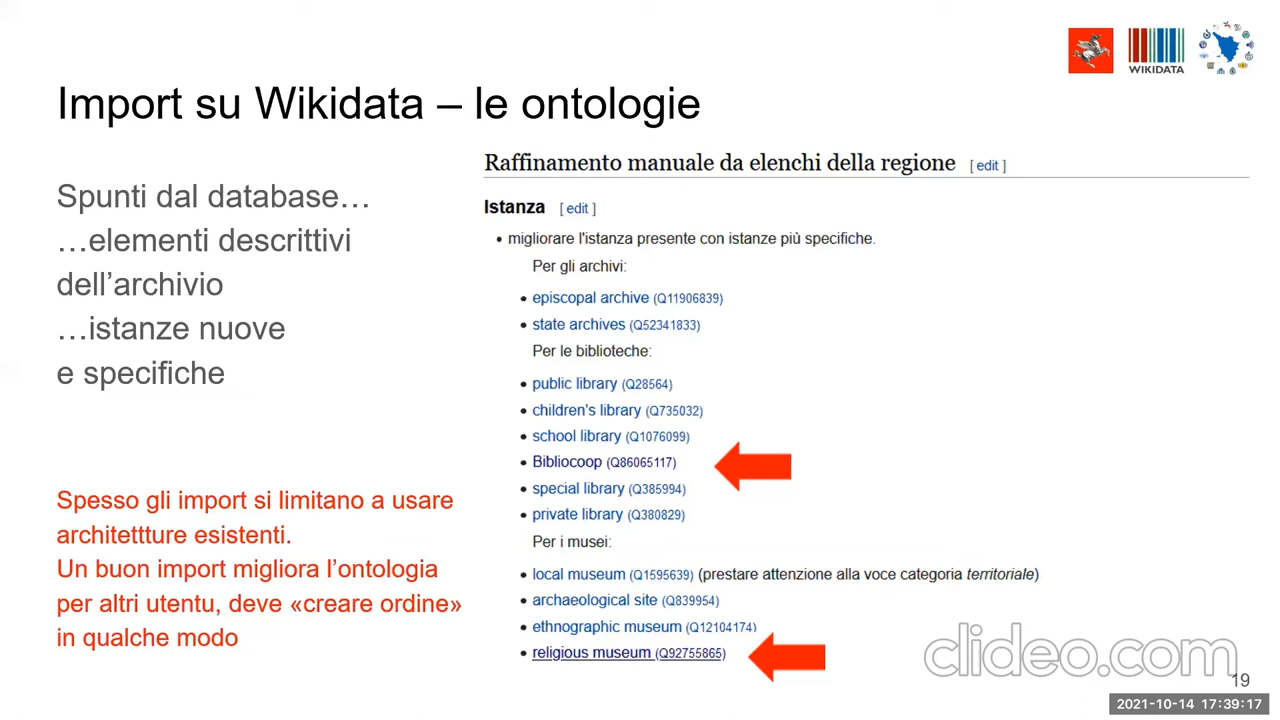 WIKIDATA
Import su Wikidata – le ontologie
Spunti dal database…
…elementi descrittivi
dell’archivio
…istanze nuove
e specifiche
Spesso gli import si limitano a usare
architettture esistenti.
Un buon import migliora l’ontologia
per altri utentu, deve «creare ordine»
in qualche modo
Raffinamento manuale da elenchi della regione [ edit ]
Istanza [ edit ]
• migliorare l'istanza presente con istanze più specifiche.
Per gli archivi:
• episcopal archive (Q11906839)
• state archives (Q52341833)
Per le biblioteche:
• public library (Q28564)
• children's library (Q735032)
• school library (Q1076099)
• Bibliocoop (Q86065117)
• special library (Q385994)
• private library (Q380829)
Per i musei:
• local museum (Q1595639) (prestare attenzione alla voce categoria territoriale)
• archaeological site (Q839954)
• ethnographic museum (Q12104174)
• religious museum (Q92755865)
clideo.com
19
2021-10-14 17:39:17